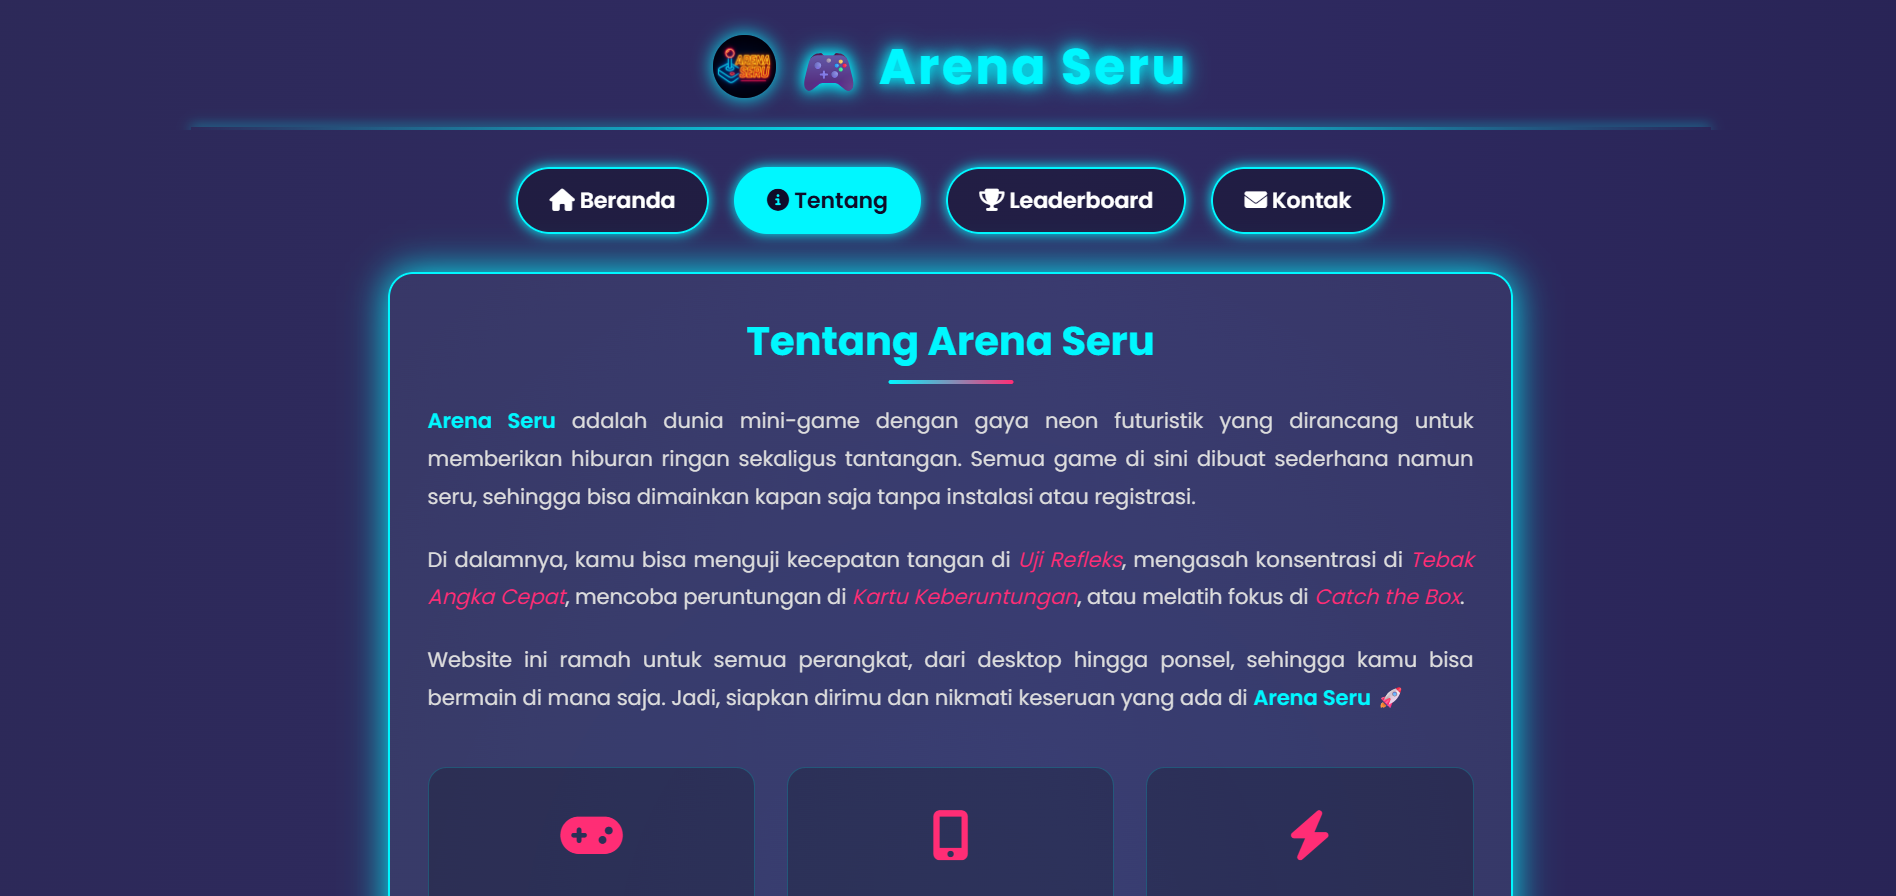 ARENA
SERU
🎮 Arena Seru
Beranda
Tentang
Leaderboard
Kontak
Tentang Arena Seru
Arena Seru adalah dunia mini-game dengan gaya neon futuristik yang dirancang untuk
memberikan hiburan ringan sekaligus tantangan. Semua game di sini dibuat sederhana namun
seru, sehingga bisa dimainkan kapan saja tanpa instalasi atau registrasi.
Di dalamnya, kamu bisa menguji kecepatan tangan di Uji Refleks, mengasah konsentrasi di Tebak
Angka Cepat, mencoba peruntungan di Kartu Keberuntungan, atau melatih fokus di Catch the Box.
Website ini ramah untuk semua perangkat, dari desktop hingga ponsel, sehingga kamu bisa
bermain di mana saja. Jadi, siapkan dirimu dan nikmati keseruan yang ada di Arena Seru 🚀